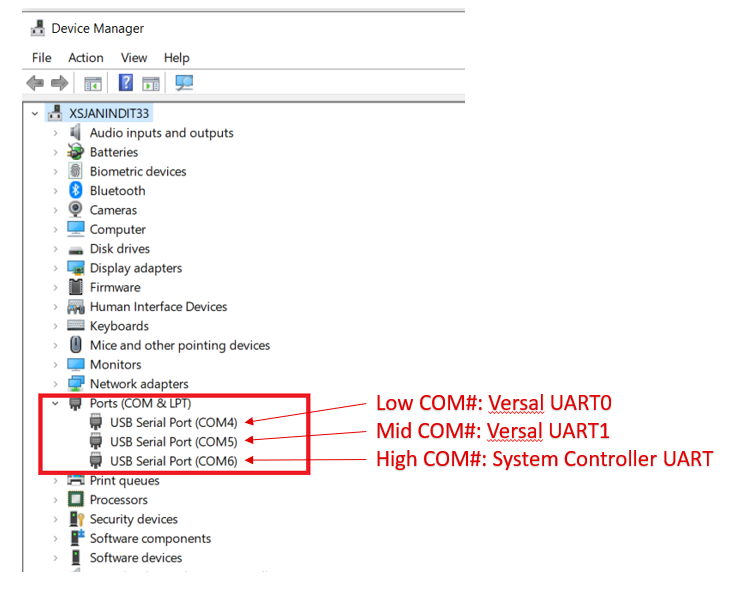 Device Manager
File Action View Help
XSJANINDIT33
Audio inputs and outputs
Batteries
Biometric devices
Bluetooth
Cameras
Computer
Disk drives
Display adapters
Firmware
Human Interface Devices
Keyboards
Mice and other pointing devices
Monitors
Network adapters
Ports (COM & LPT)
Low COM#: Versal UART0
USB Serial Port (COM4)
Mid COM#: Versal UART1
USB Serial Port (COM5)
High COM#: System Controller UART
USB Serial Port (COM6)
Print queues
Processors
Security devices
Software components
Software devices